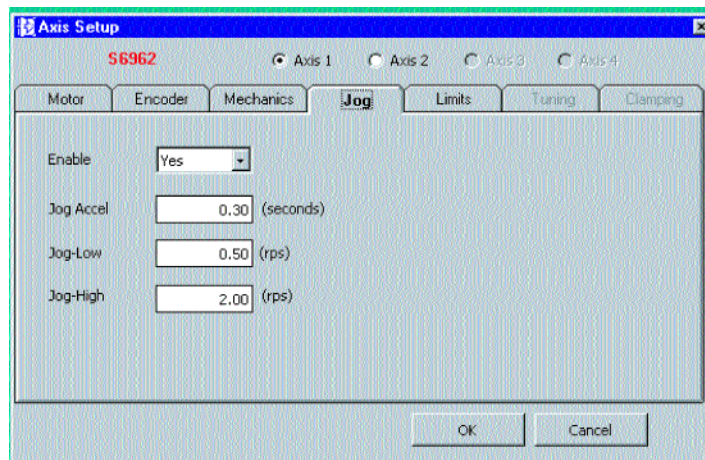 Axis Setup
S6962 Axis 1 Axis 2 Axis 3 Axis 4
Motor Encoder Mechanics Jog Limits Tuning Clamping
Enable Yes
Jog Accel 0.30 (seconds)
Jog-Low 0.50 (rps)
Jog-High 2.00 (rps)
OK Cancel